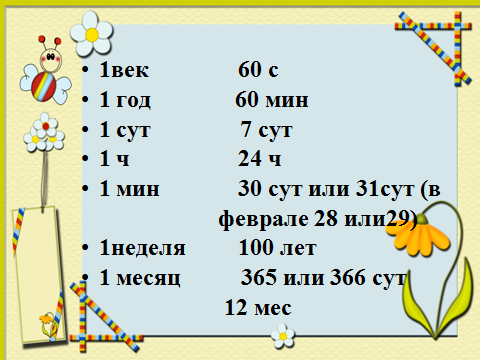 • 1век 60 с
• 1 год 60 мин
• 1 сут 7 сут
• 1 ч 24 ч
• 1 мин 30 сут или 31сут (в
феврале 28 или29)
• 1неделя 100 лет
• 1 месяц 365 или 366 сут
12 мес